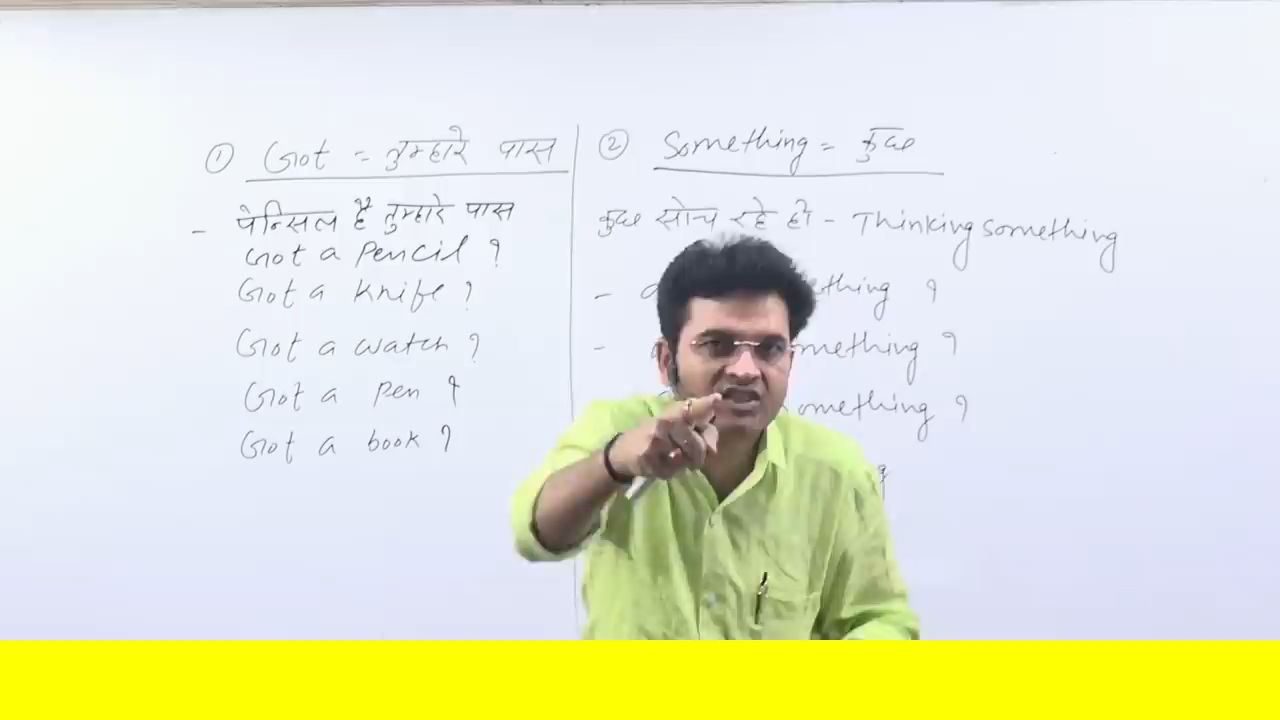 ① Got = तुम्हारे पास
- पेन्सिल है तुम्हारे पास
Got a pencil ?
Got a knife ?
Got a watch ?
Got a pen ?
Got a book ?
② Something = कुछ
कुछ सोच रहे हो - Thinking something
- thing ?
- mething ?
omething ?